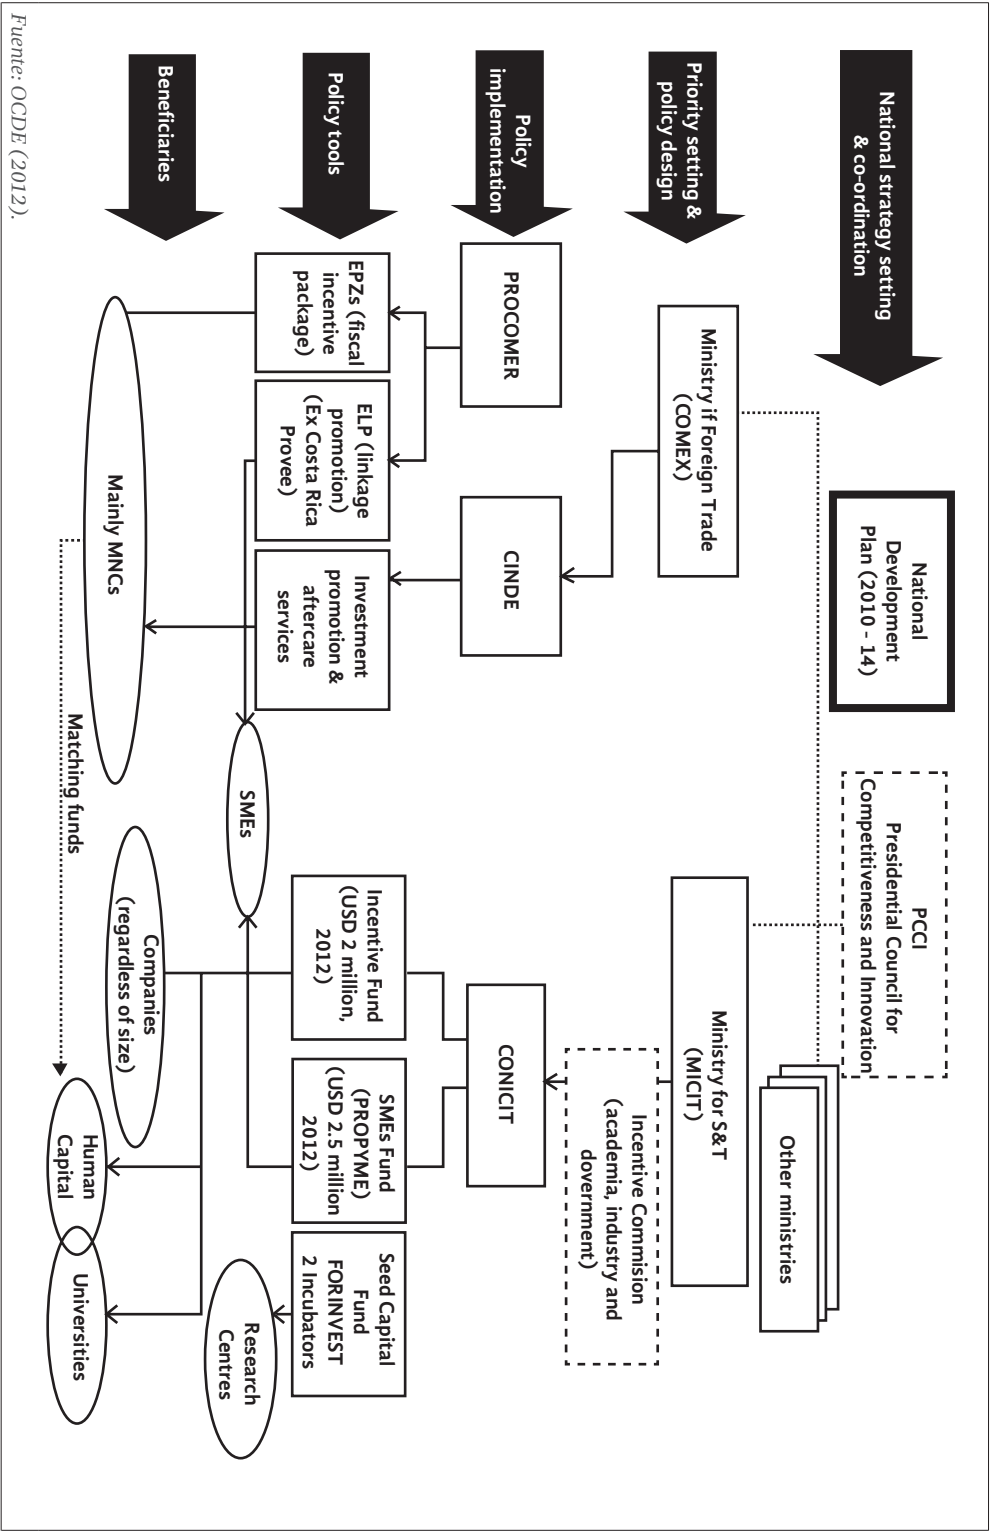 National strategy setting
& co-ordination
National
Development
Plan (2010 - 14)
PCCI
Presidential Council for
Competitiveness and Innovation
Other ministries
Priority setting &
policy design
Ministry if Foreign Trade
(COMEX)
Ministry for S&T
(MICIT)
Incentive Commision
(academia, industry and
dovernment)
Policy
implementation
PROCOMER
CINDE
CONICIT
Policy tools
EPZs (fiscal
incentive
package)
ELP (linkage
promotion)
(Ex Costa Rica
Provee)
Investment
promotion &
aftercare
services
Incentive Fund
(USD 2 million,
2012)
SMEs Fund
(PROPYME)
(USD 2.5 million
2012)
Seed Capital
Fund
FORINVEST
2 Incubators
SMEs
Research
Centres
Beneficiaries
Mainly MNCs
Companies
(regardless of size)
Matching funds
Human
Capital
Universities
Fuente: OCDE (2012).